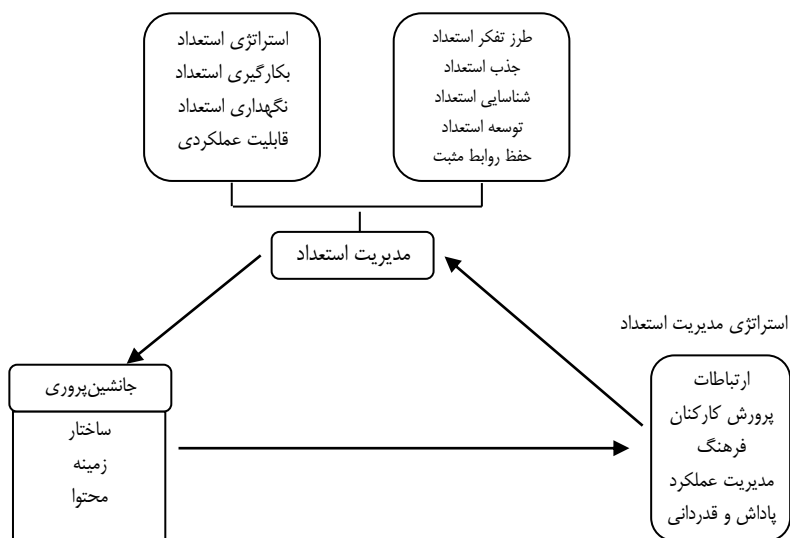 طرز تفکر استعداد
جذب استعداد
شناسایی استعداد
توسعه استعداد
حفظ روابط مثبت
استراتژی استعداد
بکارگیری استعداد
نگهداری استعداد
قابلیت عملکردی
مدیریت استعداد
استراتژی مدیریت استعداد
ارتباطات
پرورش کارکنان
فرهنگ
مدیریت عملکرد
پاداش و قدردانی
جانشین‌پروری
ساختار
زمینه
محتوا